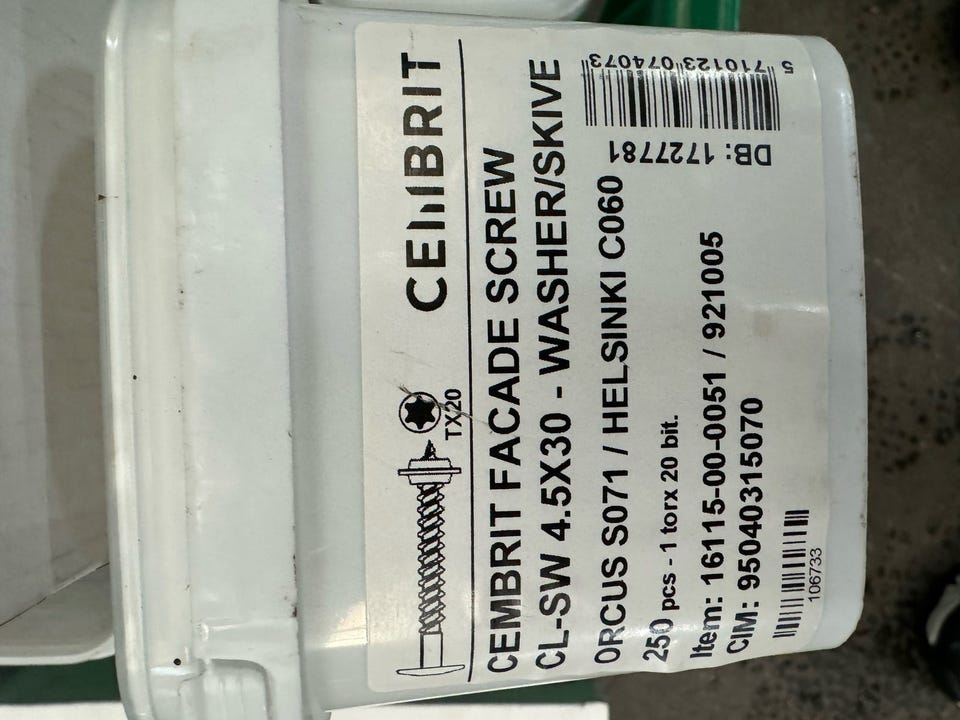 CEMBRIT
TX20
CEMBRIT FACADE SCREW
CL-SW 4.5X30 - WASHER/SKIVE
ORCUS S071 / HELSINKI C060
250 pcs - 1 torx 20 bit.
Item: 16115-00-0051 / 921005
CIM: 95040315070
106733
DB: 1727781
5 710123 074073